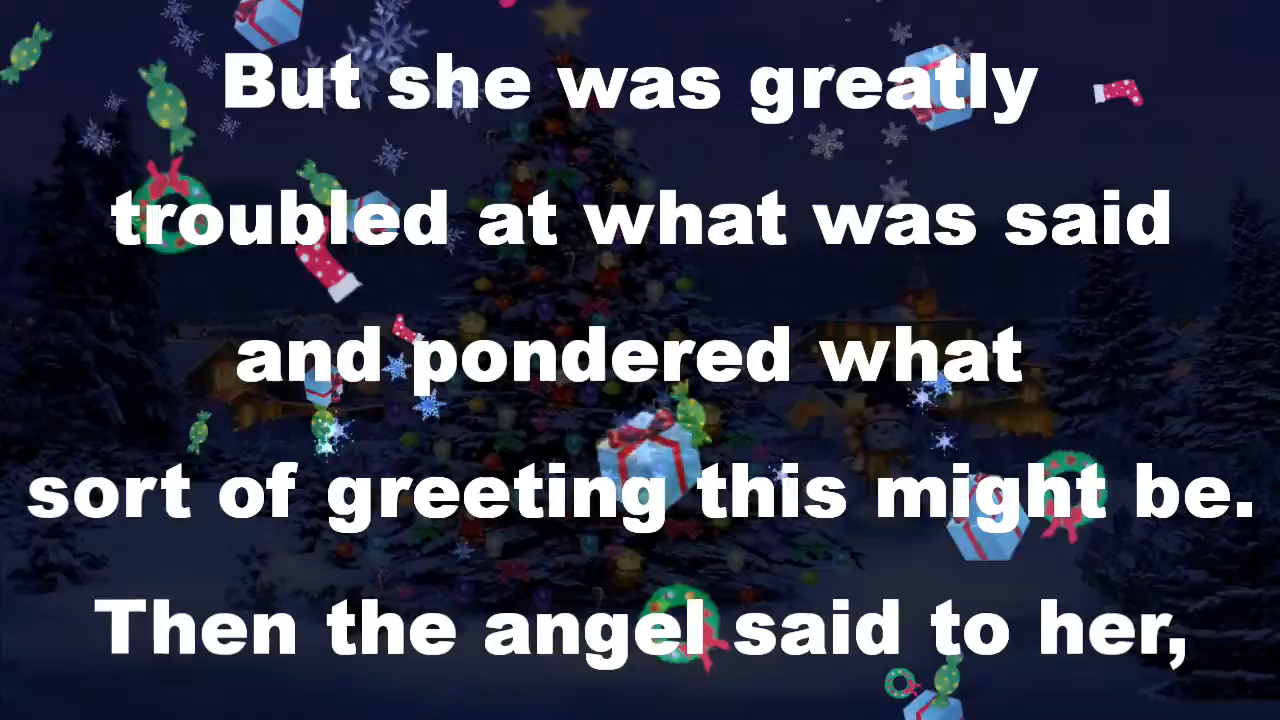 But she was greatly
troubled at what was said
and pondered what
sort of greeting this might be.
Then the angel said to her,